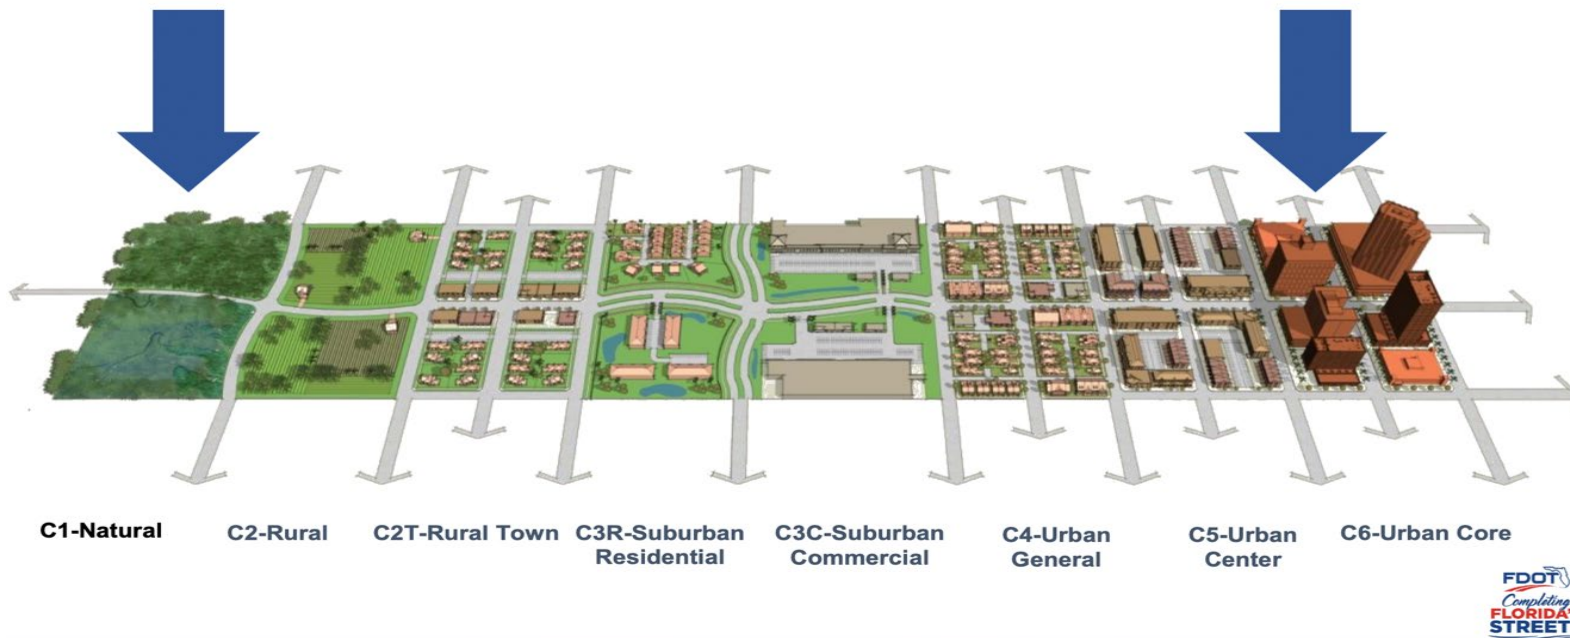 C1-Natural
C2-Rural
C2T-Rural Town
C3R-Suburban
Residential
C3C-Suburban
Commercial
C4-Urban
General
C5-Urban
Center
C6-Urban Core
FDOT
Completing
FLORIDA'
STREET